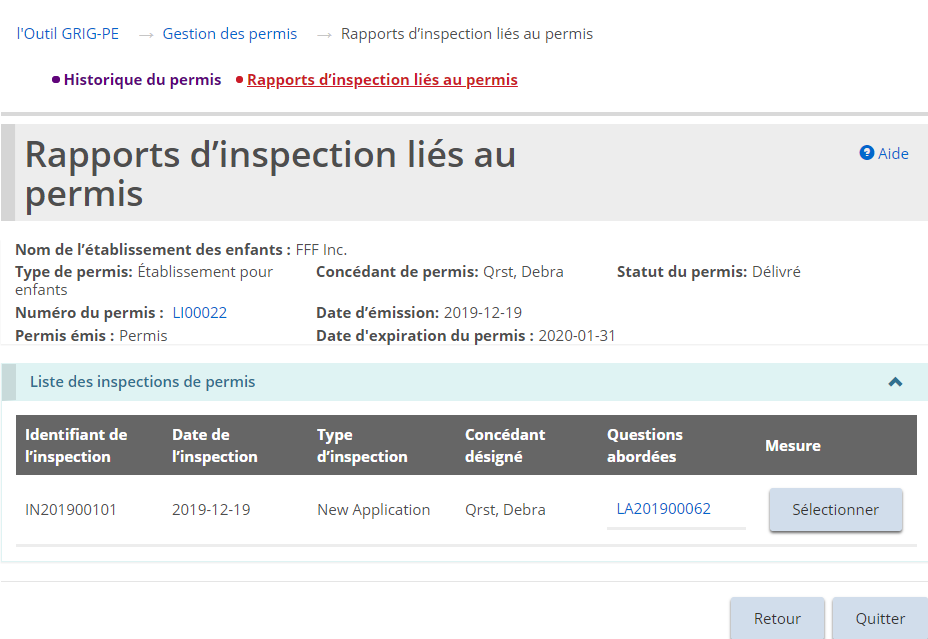 l'Outil GRIG-PE → Gestion des permis → Rapports d’inspection liés au permis
• Historique du permis • Rapports d’inspection liés au permis
Rapports d’inspection liés au
permis
? Aide
Nom de l’établissement des enfants : FFF Inc.
Type de permis: Établissement pour
enfants
Concédant de permis: Qrst, Debra
Statut du permis: Délivré
Numéro du permis : LI00022
Date d’émission: 2019-12-19
Permis émis : Permis
Date d'expiration du permis : 2020-01-31
Liste des inspections de permis
Identifiant de
l’inspection
Date de
l’inspection
Type
d’inspection
Concédant
désigné
Questions
abordées
Mesure
IN201900101
2019-12-19
New Application
Qrst, Debra
LA201900062
Sélectionner
Retour
Quitter